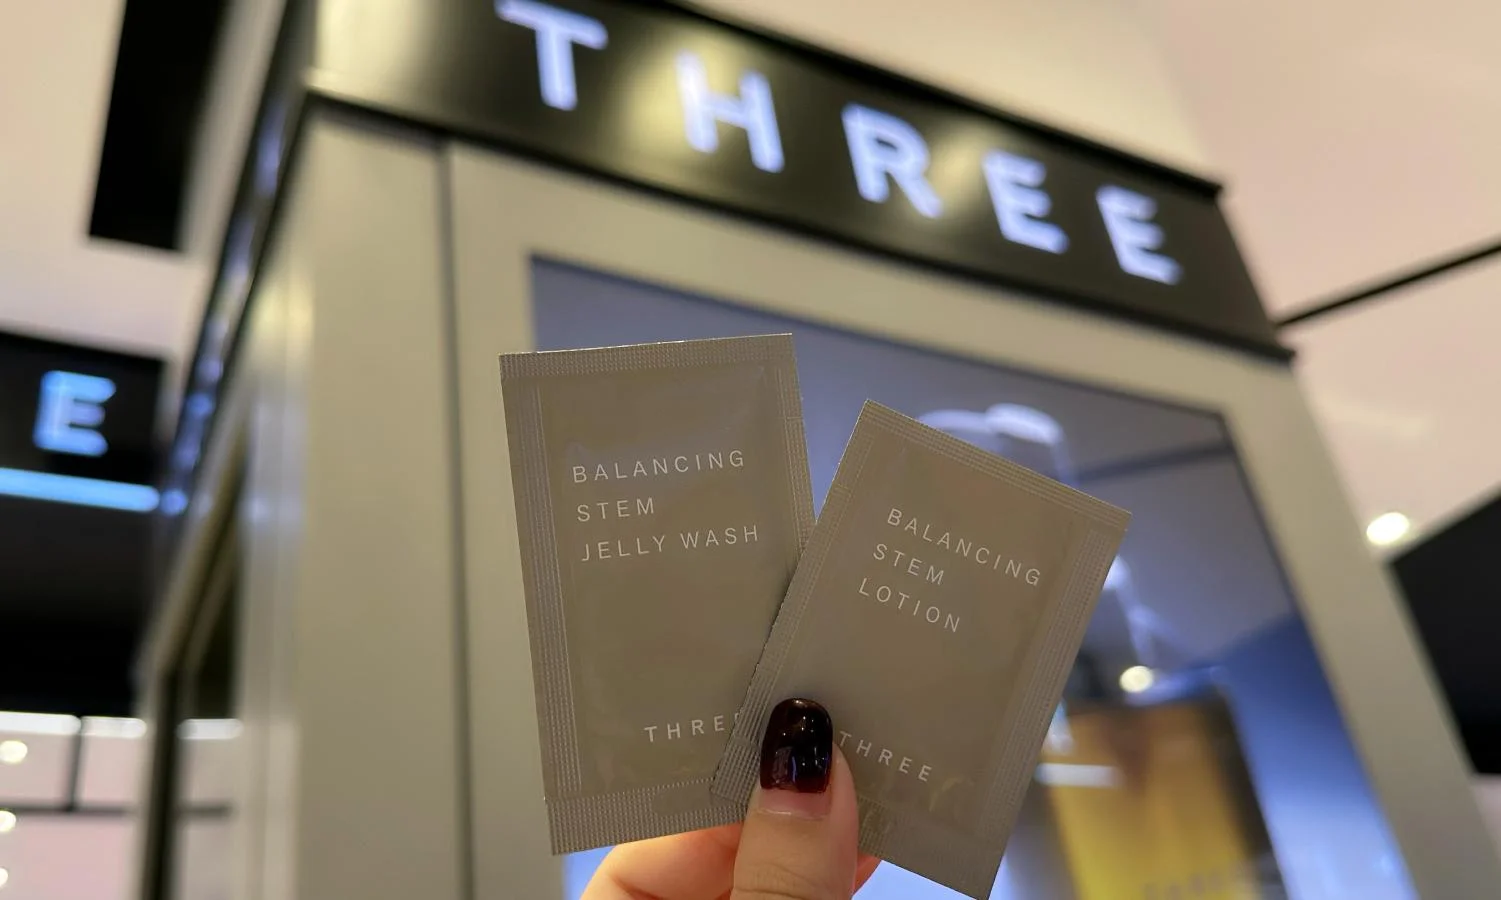 THREE
E
BALANCING
STEM
JELLY WASH
THREE
BALANCING
STEM
LOTION
THREE